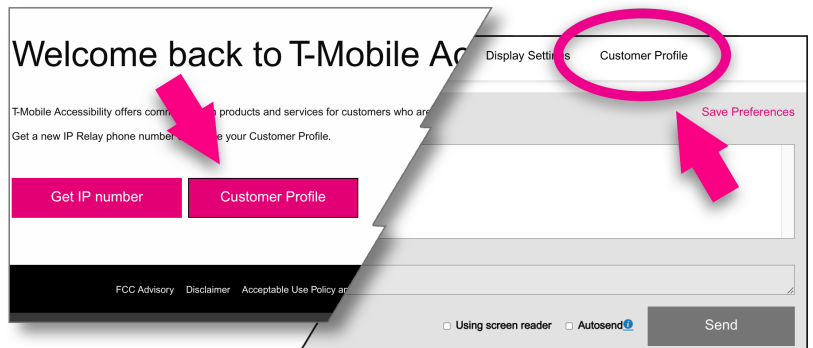 Welcome back to T-Mobile Ac
T-Mobile Accessibility offers comm products and services for customers who are
Get a new IP Relay phone number your Customer Profile.
Get IP number
Customer Profile
FCC Advisory Disclaimer Acceptable Use Policy an
Display Settings Customer Profile
Save Preferences
Using screen reader Autosend i
Send